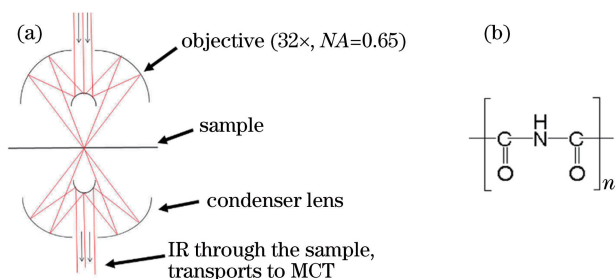 (a)
objective (32×, NA=0.65)
sample
condenser lens
IR through the sample,
transports to MCT
(b)
H
C N C
O O
n